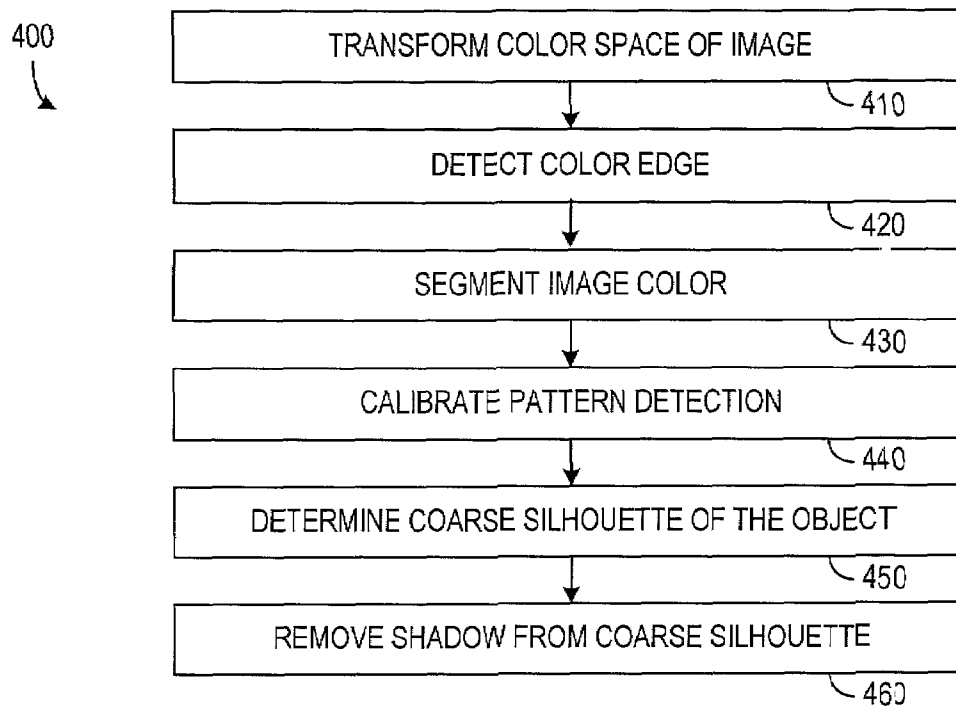 400
TRANSFORM COLOR SPACE OF IMAGE
410
DETECT COLOR EDGE
420
SEGMENT IMAGE COLOR
430
CALIBRATE PATTERN DETECTION
440
DETERMINE COARSE SILHOUETTE OF THE OBJECT
450
REMOVE SHADOW FROM COARSE SILHOUETTE
460